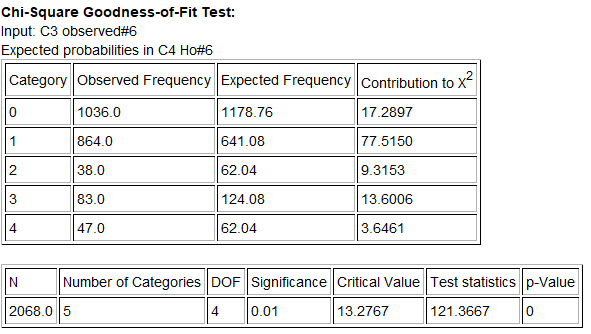 Chi-Square Goodness-of-Fit Test:
Input: C3 observed#6
Expected probabilities in C4 Ho#6
Category Observed Frequency Expected Frequency Contribution to X2
0 1036.0 1178.76 17.2897
1 864.0 641.08 77.5150
2 38.0 62.04 9.3153
3 83.0 124.08 13.6006
4 47.0 62.04 3.6461
N Number of Categories DOF Significance Critical Value Test statistics p-Value
2068.0 5 4 0.01 13.2767 121.3667 0